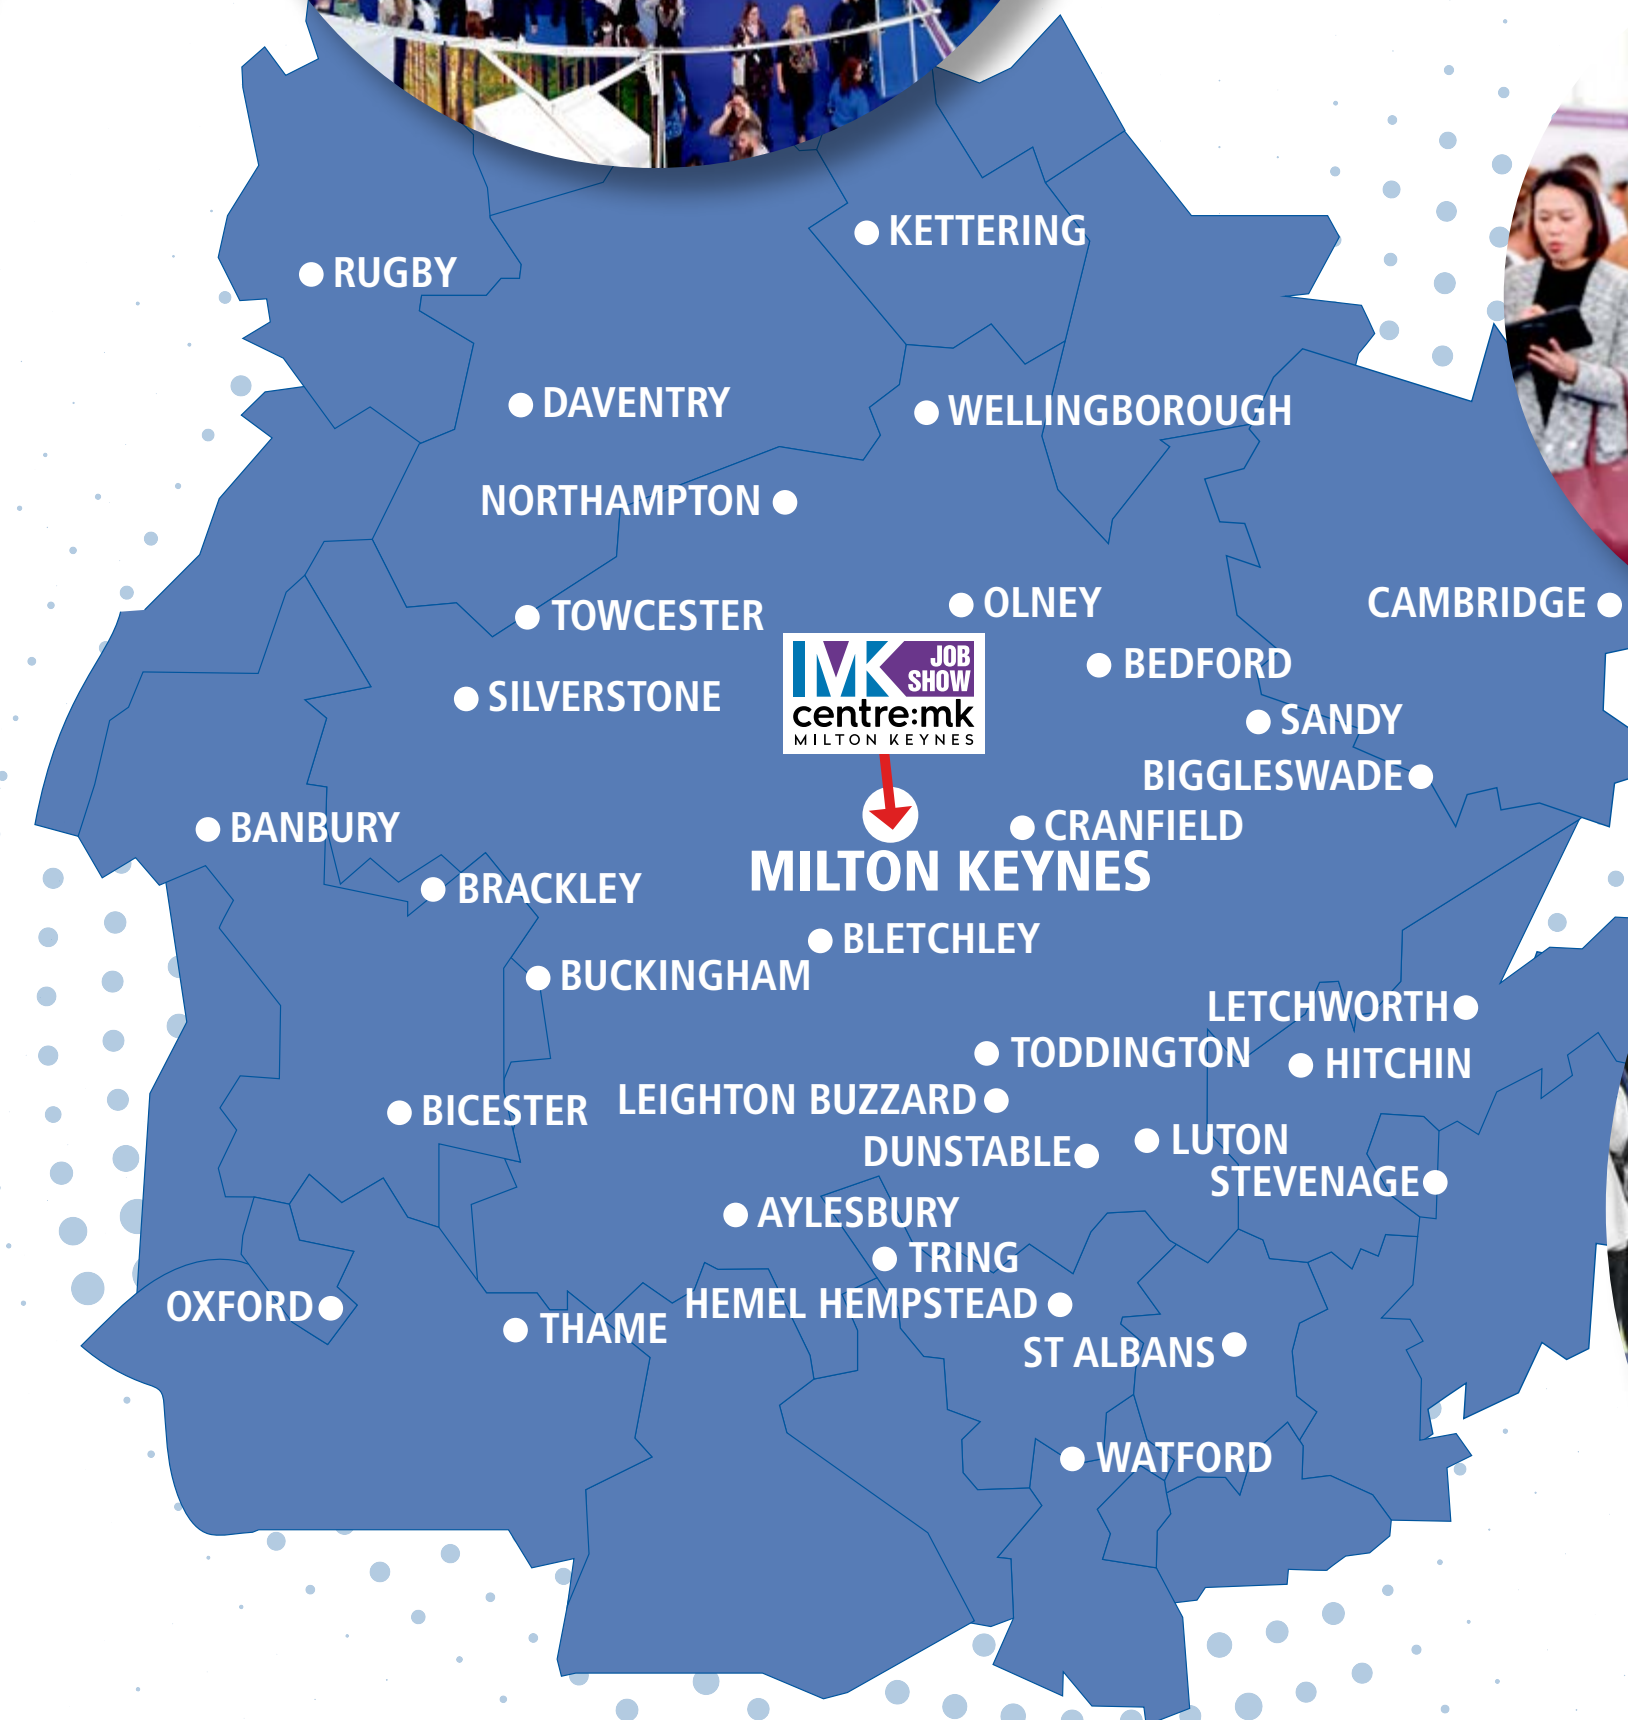 KETTERING
RUGBY
DAVENTRY
WELLINGBOROUGH
NORTHAMPTON
OLNEY
CAMBRIDGE
TOWCESTER
MK JOB
SHOW
centre:mk
MILTON KEYNES
BEDFORD
SILVERSTONE
SANDY
BIGGLESWADE
BANBURY
CRANFIELD
MILTON KEYNES
BRACKLEY
BLETCHLEY
BUCKINGHAM
LETCHWORTH
TODDINGTON
HITCHIN
LEIGHTON BUZZARD
BICESTER
LUTON
DUNSTABLE
STEVENAGE
AYLESBURY
TRING
HEMEL HEMPSTEAD
OXFORD
THAME
ST ALBANS
WATFORD